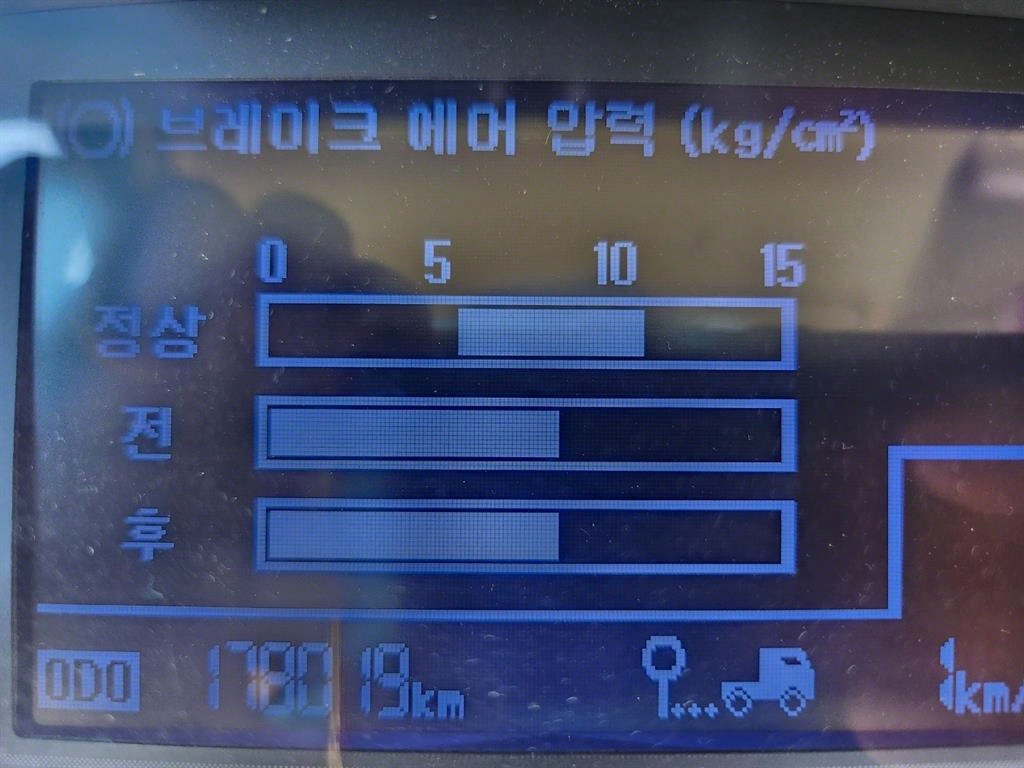 브레이크 에어 압력 (kg/cm²)
0 5 10 15
정상
전
후
ODO 178019km